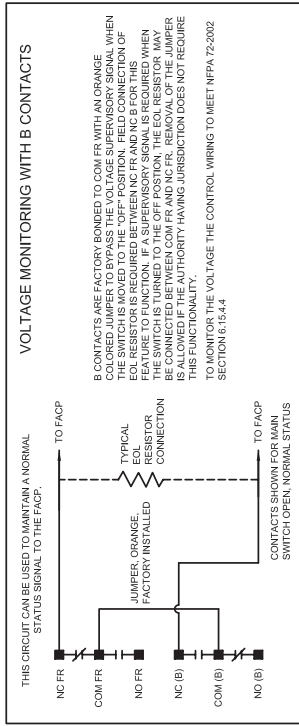 VOLTAGE MONITORING WITH B CONTACTS
THIS CIRCUIT CAN BE USED TO MAINTAIN A NORMAL
STATUS SIGNAL TO THE FACP.
NC FR
COM FR
NO FR
NC (B)
COM (B)
NO (B)
TO FACP
JUMPER, ORANGE,
FACTORY INSTALLED
TYPICAL
EOL
RESISTOR
CONNECTION
TO FACP
CONTACTS SHOWN FOR MAIN
SWITCH OPEN, NORMAL STATUS
B CONTACTS ARE FACTORY BONDED TO COM FR WITH AN ORANGE
COLORED JUMPER TO BYPASS THE VOLTAGE SUPERVISORY SIGNAL WHEN
THE SWITCH IS MOVED TO THE "OFF" POSITION. FIELD CONNECTION OF
EOL RESISTOR IS REQUIRED BETWEEN NC FR AND NC B FOR THIS
FEATURE TO FUNCTION. IF A SUPERVISORY SIGNAL IS REQUIRED WHEN
THE SWITCH IS TURNED TO THE OFF POSTION, THE EOL RESISTOR MAY
BE CONNECTED BETWEEN COM FR AND NC FR. REMOVAL OF THE JUMPER
IS ALLOWED IF THE AUTHORITY HAVING JURISDICTION DOES NOT REQUIRE
THIS FUNCTIONALITY.
TO MONITOR THE VOLTAGE THE CONTROL WIRING TO MEET NFPA 72-2002
SECTION 6.15.4.4